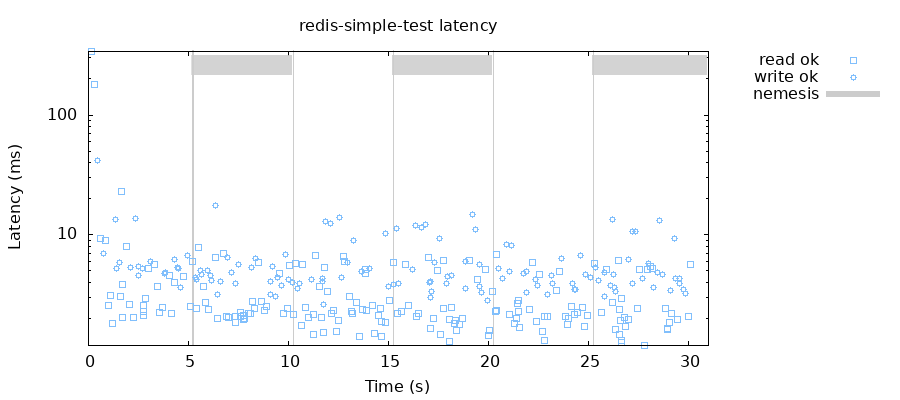 redis-simple-test latency
read ok
write ok
nemesis
100
10
Latency (ms)
0 5 10 15 20 25 30
Time (s)